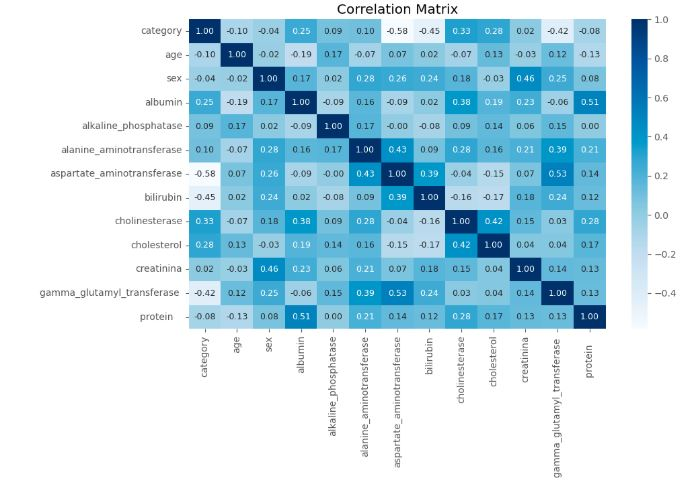 Correlation Matrix
category 1.00 -0.10 -0.04 0.25 0.09 0.10 -0.58 -0.45 0.33 0.28 0.02 -0.42 -0.08
age -0.10 1.00 -0.02 -0.19 0.17 -0.07 0.07 0.02 -0.07 0.13 -0.03 0.12 -0.13
sex -0.04 -0.02 1.00 0.17 0.02 0.28 0.26 0.24 0.18 -0.03 0.46 0.25 0.08
albumin 0.25 -0.19 0.17 1.00 -0.09 0.16 -0.09 0.02 0.38 0.19 0.23 -0.06 0.51
alkaline_phosphatase 0.09 0.17 0.02 -0.09 1.00 0.17 -0.00 -0.08 0.09 0.14 0.06 0.15 0.00
alanine_aminotransferase 0.10 -0.07 0.28 0.16 0.17 1.00 0.43 0.09 0.28 0.16 0.21 0.39 0.21
aspartate_aminotransferase -0.58 0.07 0.26 -0.09 -0.00 0.43 1.00 0.39 -0.04 -0.15 0.07 0.53 0.14
bilirubin -0.45 0.02 0.24 0.02 -0.08 0.09 0.39 1.00 -0.16 -0.17 0.18 0.24 0.12
cholinesterase 0.33 -0.07 0.18 0.38 0.09 0.28 -0.04 -0.16 1.00 0.42 0.15 0.03 0.28
cholesterol 0.28 0.13 -0.03 0.19 0.14 0.16 -0.15 -0.17 0.42 1.00 0.04 0.04 0.17
creatinina 0.02 -0.03 0.46 0.23 0.06 0.21 0.07 0.18 0.15 0.04 1.00 0.14 0.13
gamma_glutamyl_transferase -0.42 0.12 0.25 -0.06 0.15 0.39 0.53 0.24 0.03 0.04 0.14 1.00 0.13
protein -0.08 -0.13 0.08 0.51 0.00 0.21 0.14 0.12 0.28 0.17 0.13 0.13 1.00
category
age
sex
albumin
alkaline_phosphatase
alanine_aminotransferase
aspartate_aminotransferase
bilirubin
cholinesterase
cholesterol
creatinina
gamma_glutamyl_transferase
protein
1.0
0.8
0.6
0.4
0.2
0.0
−0.2
−0.4